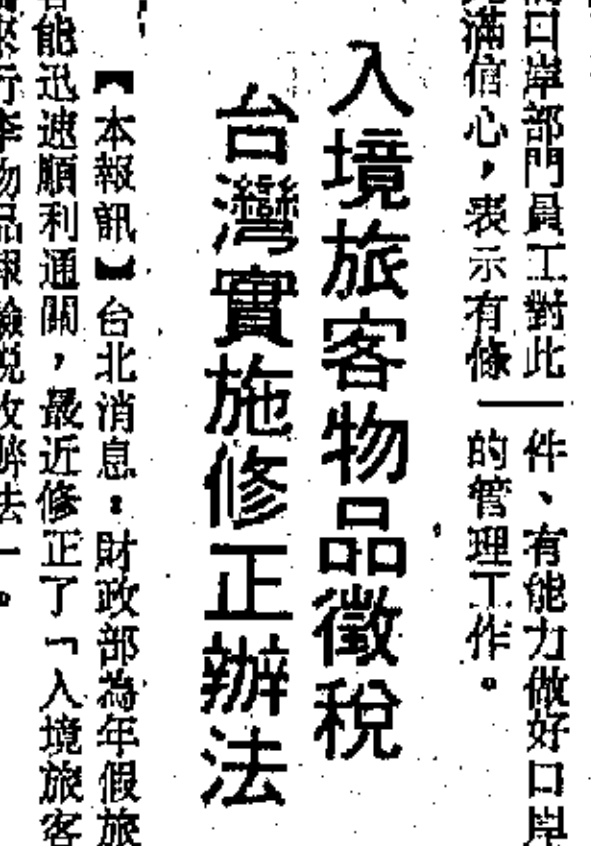 口岸部門員工對此
滿信心，表示有條
件、有能力做好口岸
的管理工作。
入境旅客物品徵稅
台灣實施修正辦法
【本報訊】台北消息：財政部為年假旅
能迅速順利通關，最近修正了「入境旅客
行李物品報驗稅放辦法」。